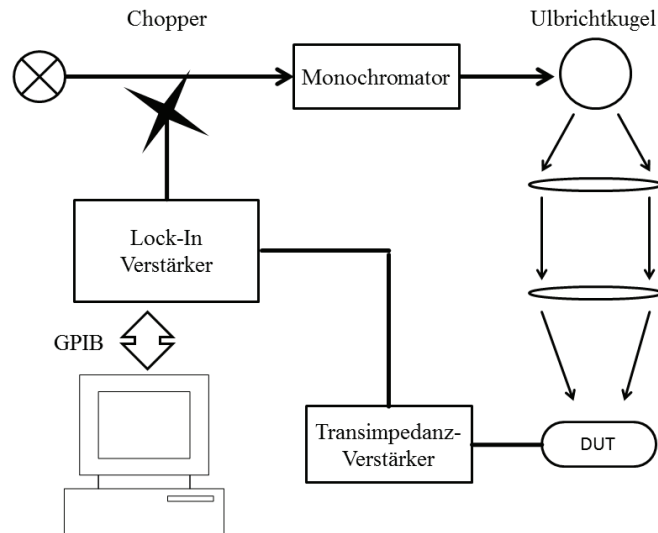 Chopper
Ulbrichtkugel
Monochromator
Lock-In
Verstärker
GPIB
Transimpedanz-
Verstärker
DUT